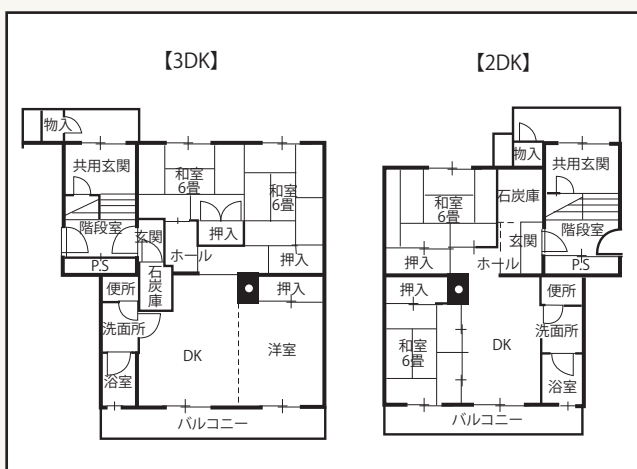 【3DK】
物入
共用玄関
和室
6畳
和室
6畳
階段室
玄関
押入
ホール
P.S
押入
石炭庫
便所
押入
洗面所
DK
洋室
浴室
バルコニー
【2DK】
物入
共用玄関
和室
6畳
石炭庫
玄関
階段室
押入
ホール
P.S
押入
便所
和室
6畳
DK
洗面所
浴室
バルコニー